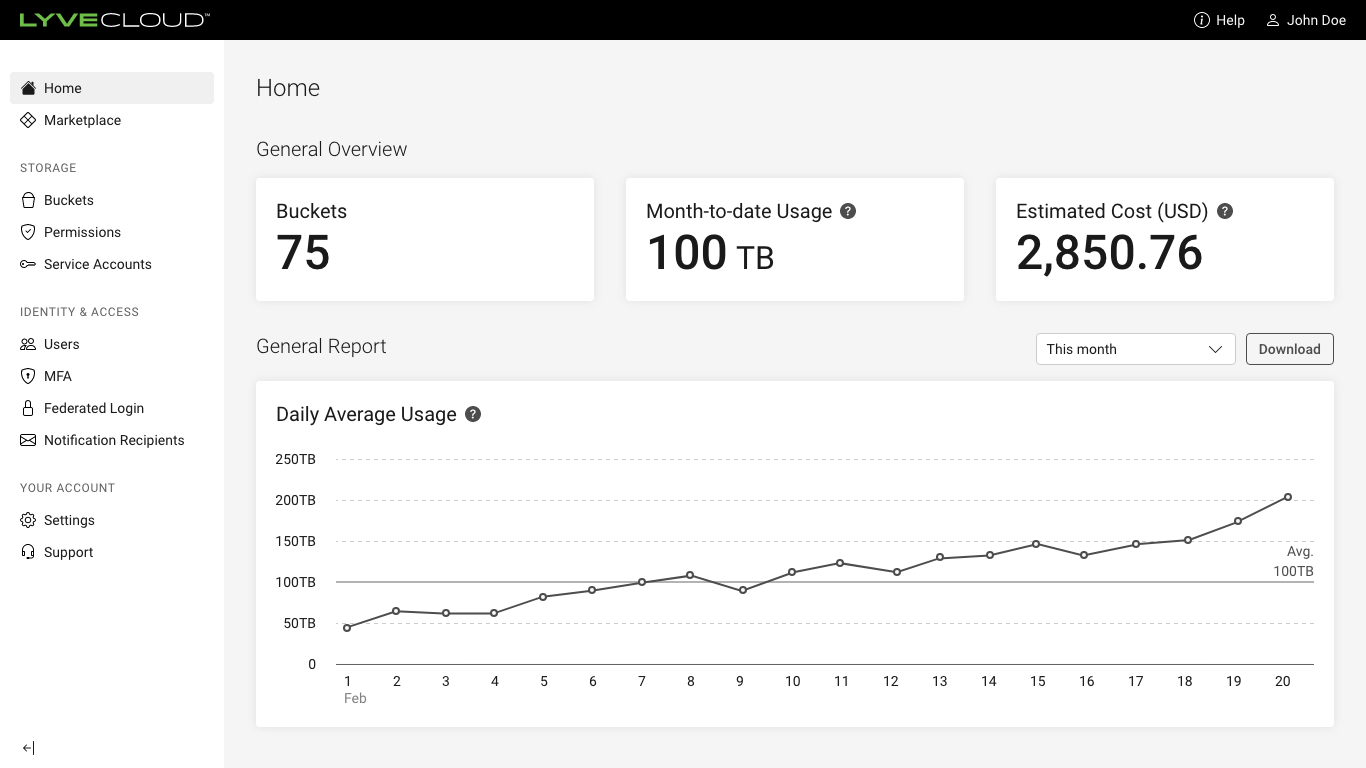 LYVECLOUD™
Help
John Doe
Home
Marketplace
STORAGE
Buckets
Permissions
Service Accounts
IDENTITY & ACCESS
Users
MFA
Federated Login
Notification Recipients
YOUR ACCOUNT
Settings
Support
Home
General Overview
Buckets
75
Month-to-date Usage ?
100 TB
Estimated Cost (USD) ?
2,850.76
General Report
This month
Download
Daily Average Usage ?
250TB
200TB
150TB
100TB
50TB
0
Avg.
100TB
1 2 3 4 5 6 7 8 9 10 11 12 13 14 15 16 17 18 19 20
Feb